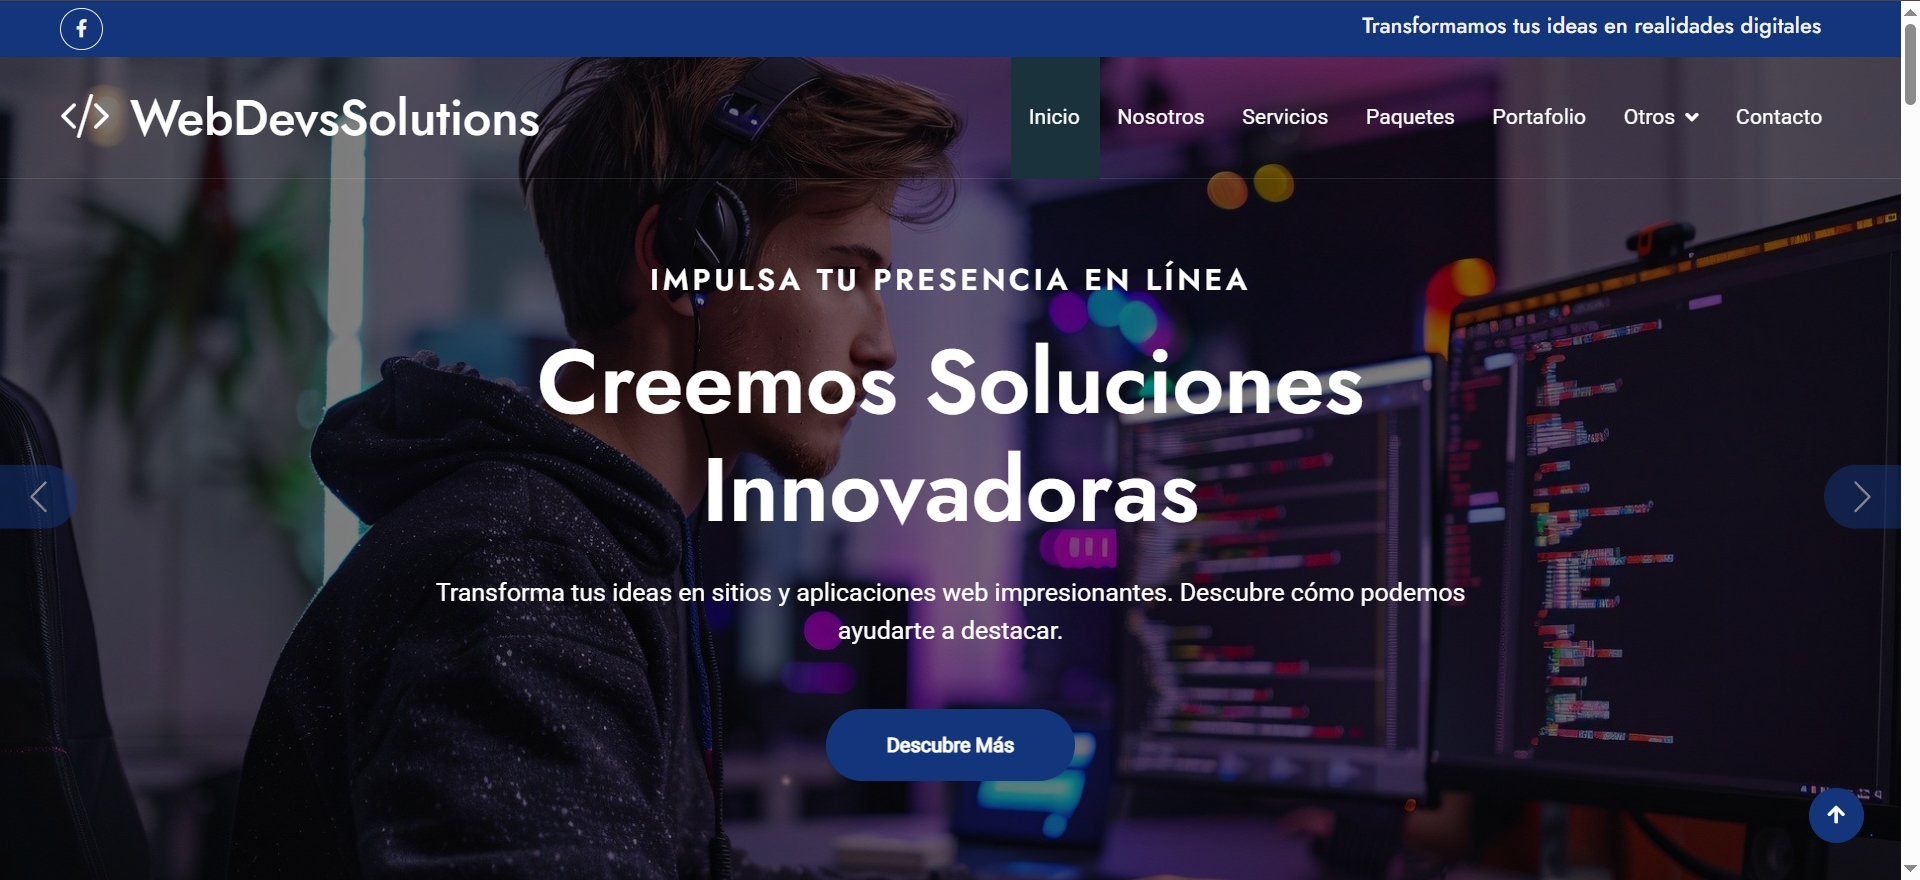 Transformamos tus ideas en realidades digitales
</> WebDevsSolutions
Inicio Nosotros Servicios Paquetes Portafolio Otros Contacto
IMPULSA TU PRESENCIA EN LÍNEA
Creemos Soluciones
Innovadoras
Transforma tus ideas en sitios y aplicaciones web impresionantes. Descubre cómo podemos
ayudarte a destacar.
Descubre Más